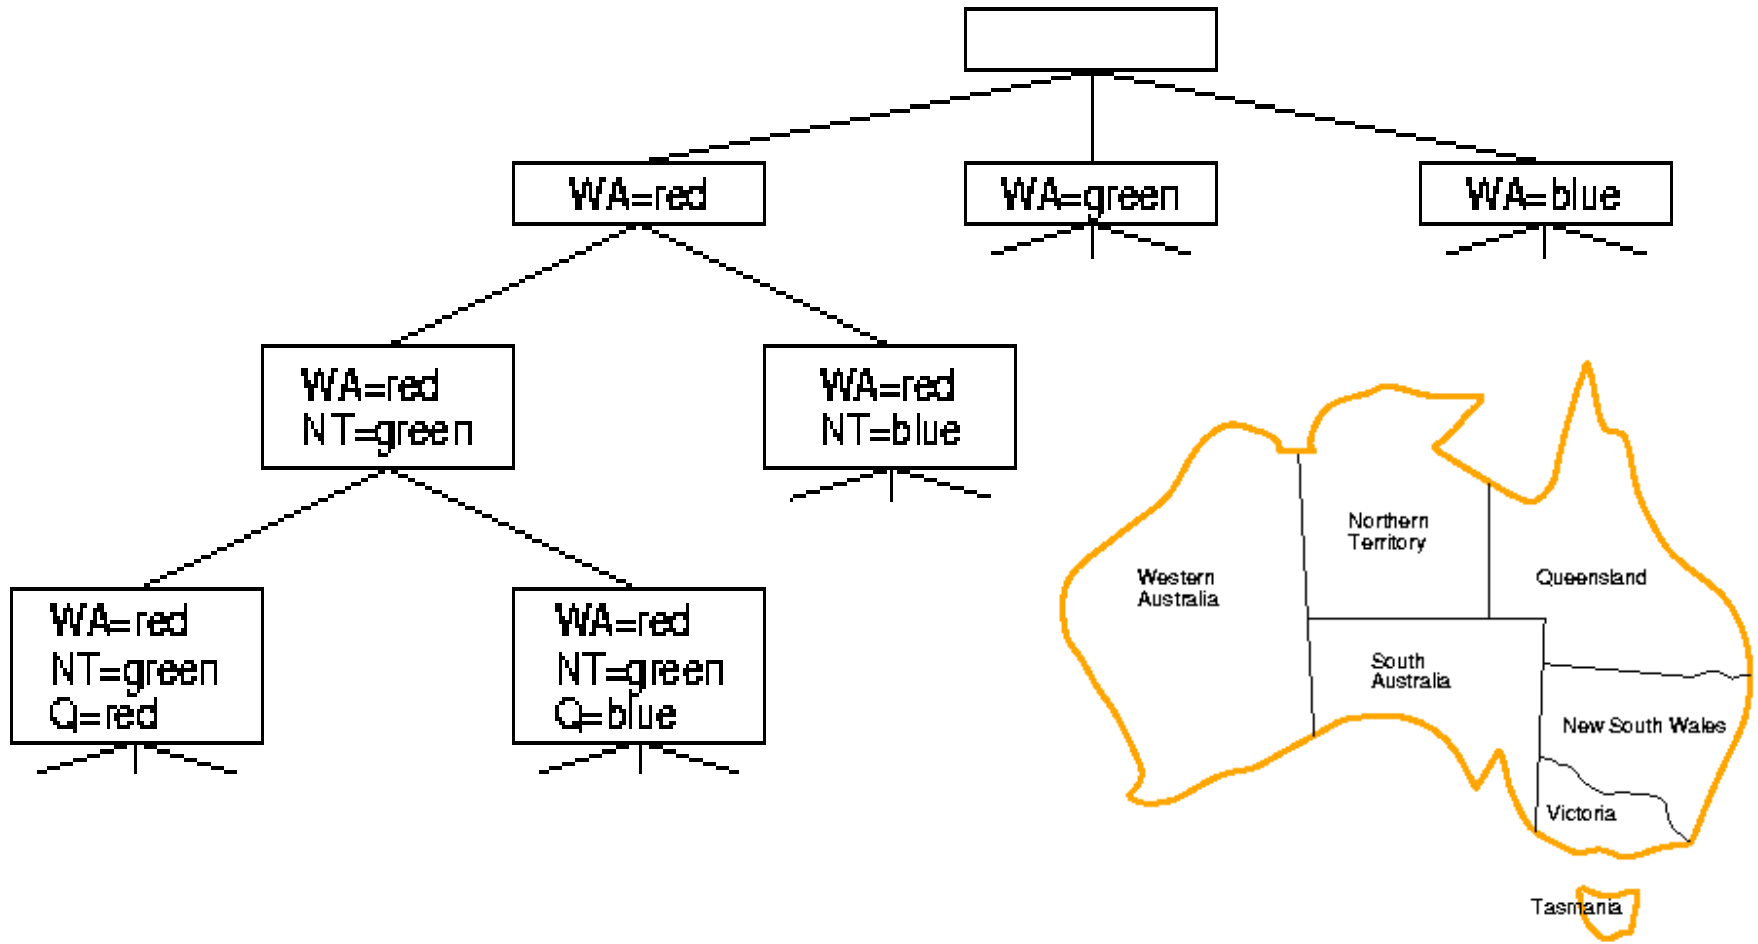 WA=red
WA=green
WA=blue
WA=red
NT=green
WA=red
NT=blue
WA=red
NT=green
Q=red
WA=red
NT=green
Q=blue
Northern
Territory
Western
Australia
Queensland
South
Australia
New South Wales
Victoria
Tasmania